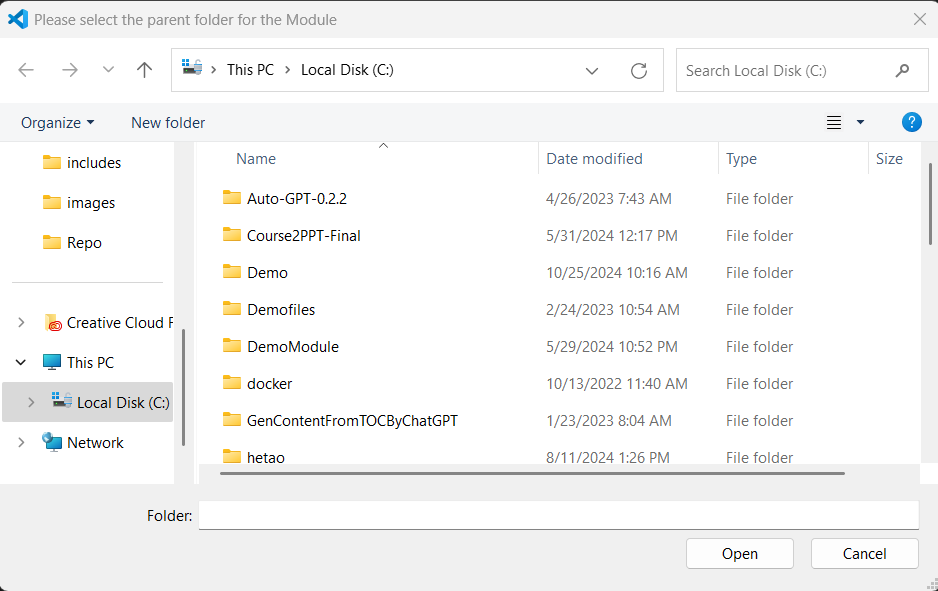 Please select the parent folder for the Module
This PC Local Disk (C:)
Search Local Disk (C:)
Organize New folder
?
Name Date modified Type Size
includes
images
Repo
Creative Cloud F
This PC
Local Disk (C:)
Network
Auto-GPT-0.2.2 4/26/2023 7:43 AM File folder
Course2PPT-Final 5/31/2024 12:17 PM File folder
Demo 10/25/2024 10:16 AM File folder
Demofiles 2/24/2023 10:54 AM File folder
DemoModule 5/29/2024 10:52 PM File folder
docker 10/13/2022 11:40 AM File folder
GenContentFromTOCByChatGPT 1/23/2023 8:04 AM File folder
hetao 8/11/2024 1:26 PM File folder
Folder:
Open Cancel